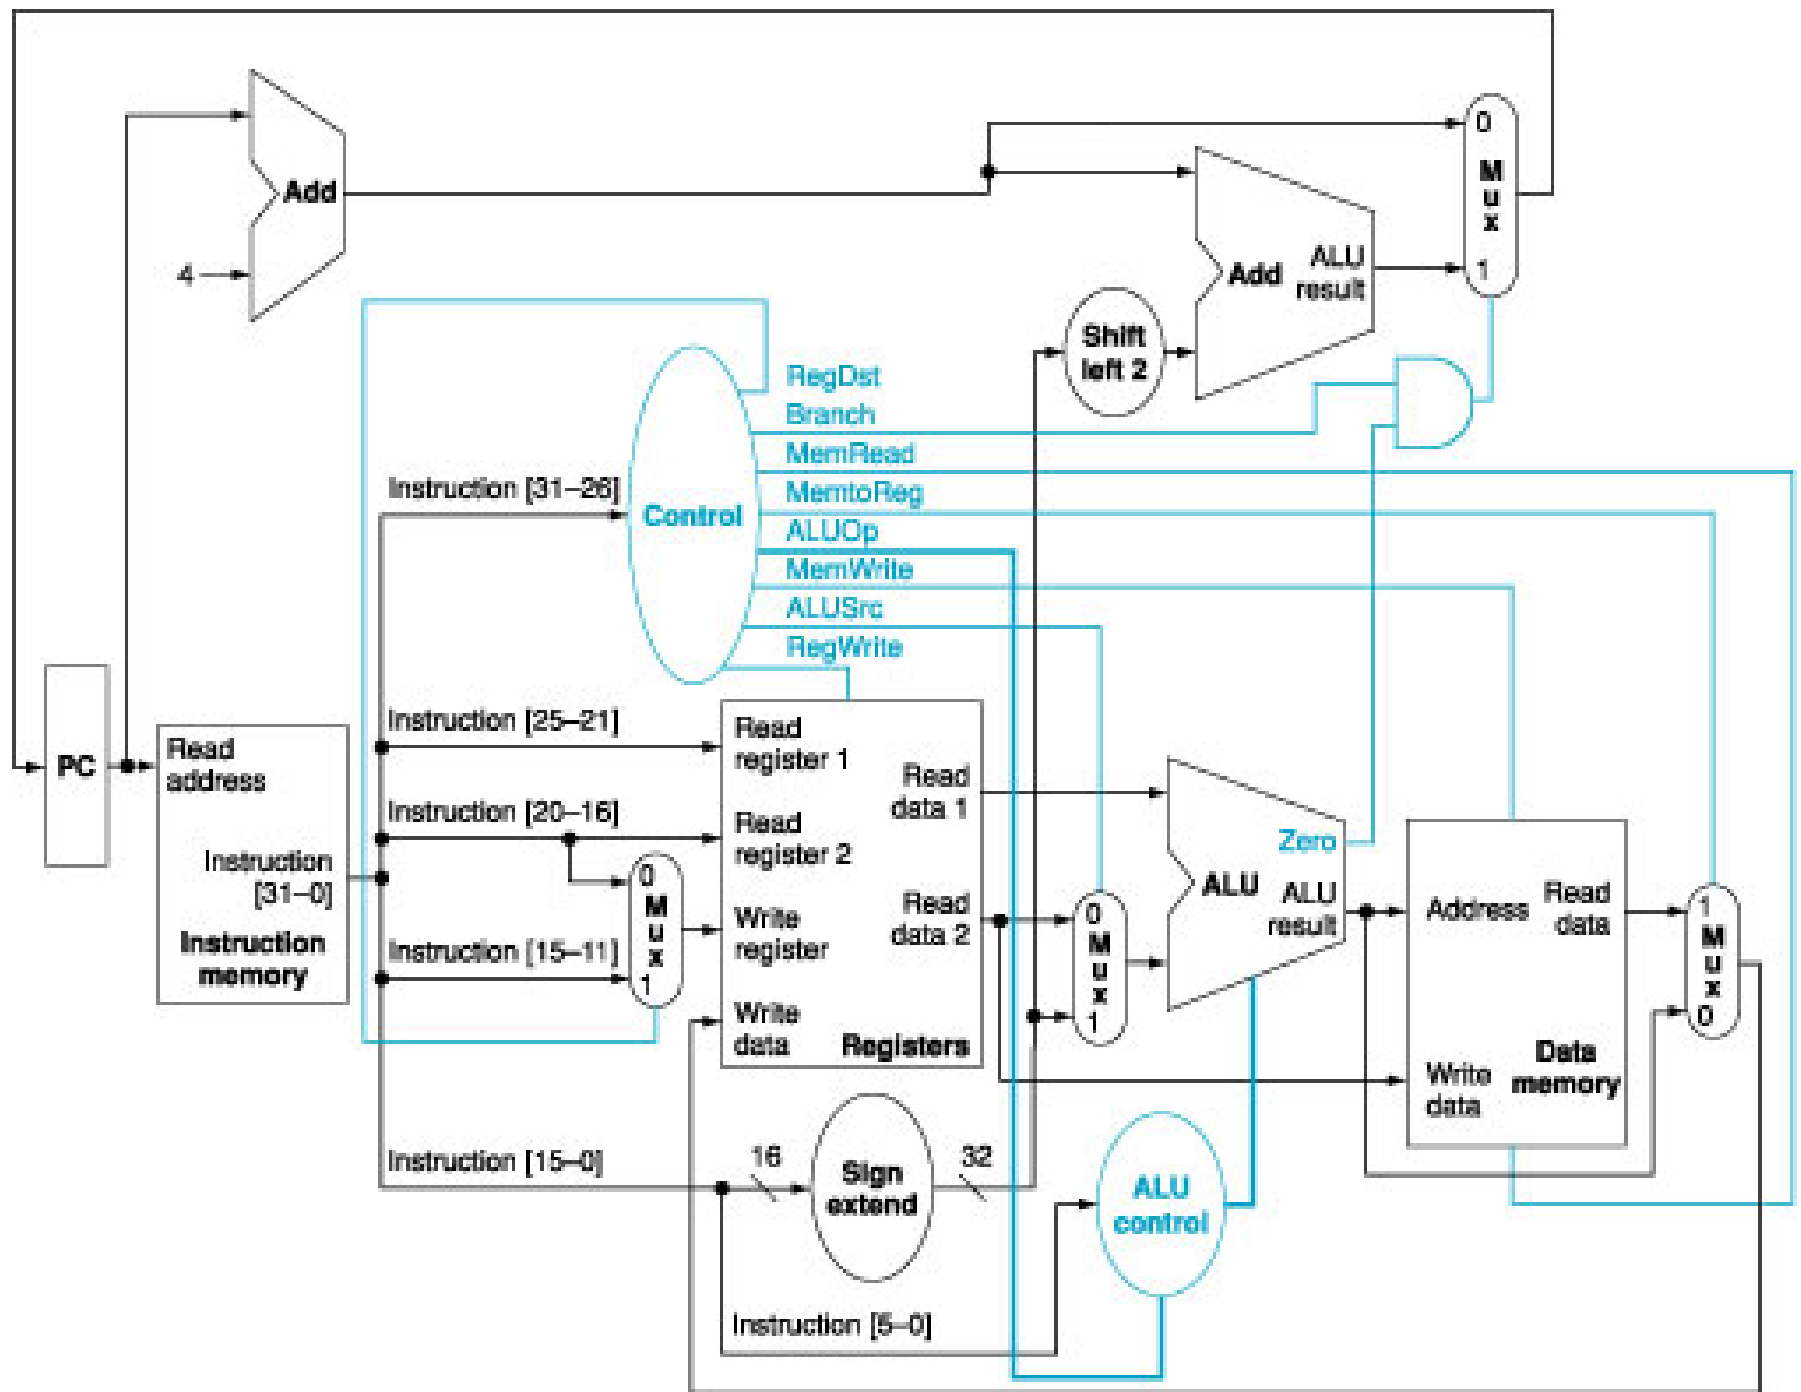 Add
4
0
M
u
x
1
Add
ALU
result
Shift
left 2
RegDst
Branch
MemRead
MemtoReg
ALUOp
MemWrite
ALUSrc
RegWrite
Instruction [31–26]
Control
PC
Read
address
Instruction
[31–0]
Instruction
memory
Instruction [25–21]
Instruction [20–16]
Instruction [15–11]
0
M
u
x
1
Read
register 1
Read
register 2
Write
register
Write
data
Read
data 1
Read
data 2
Registers
0
M
u
x
1
Zero
ALU
ALU
result
Address
Read
data
Write
data
Data
memory
1
M
u
x
0
Instruction [15–0]
16
Sign
extend
32
ALU
control
Instruction [5–0]